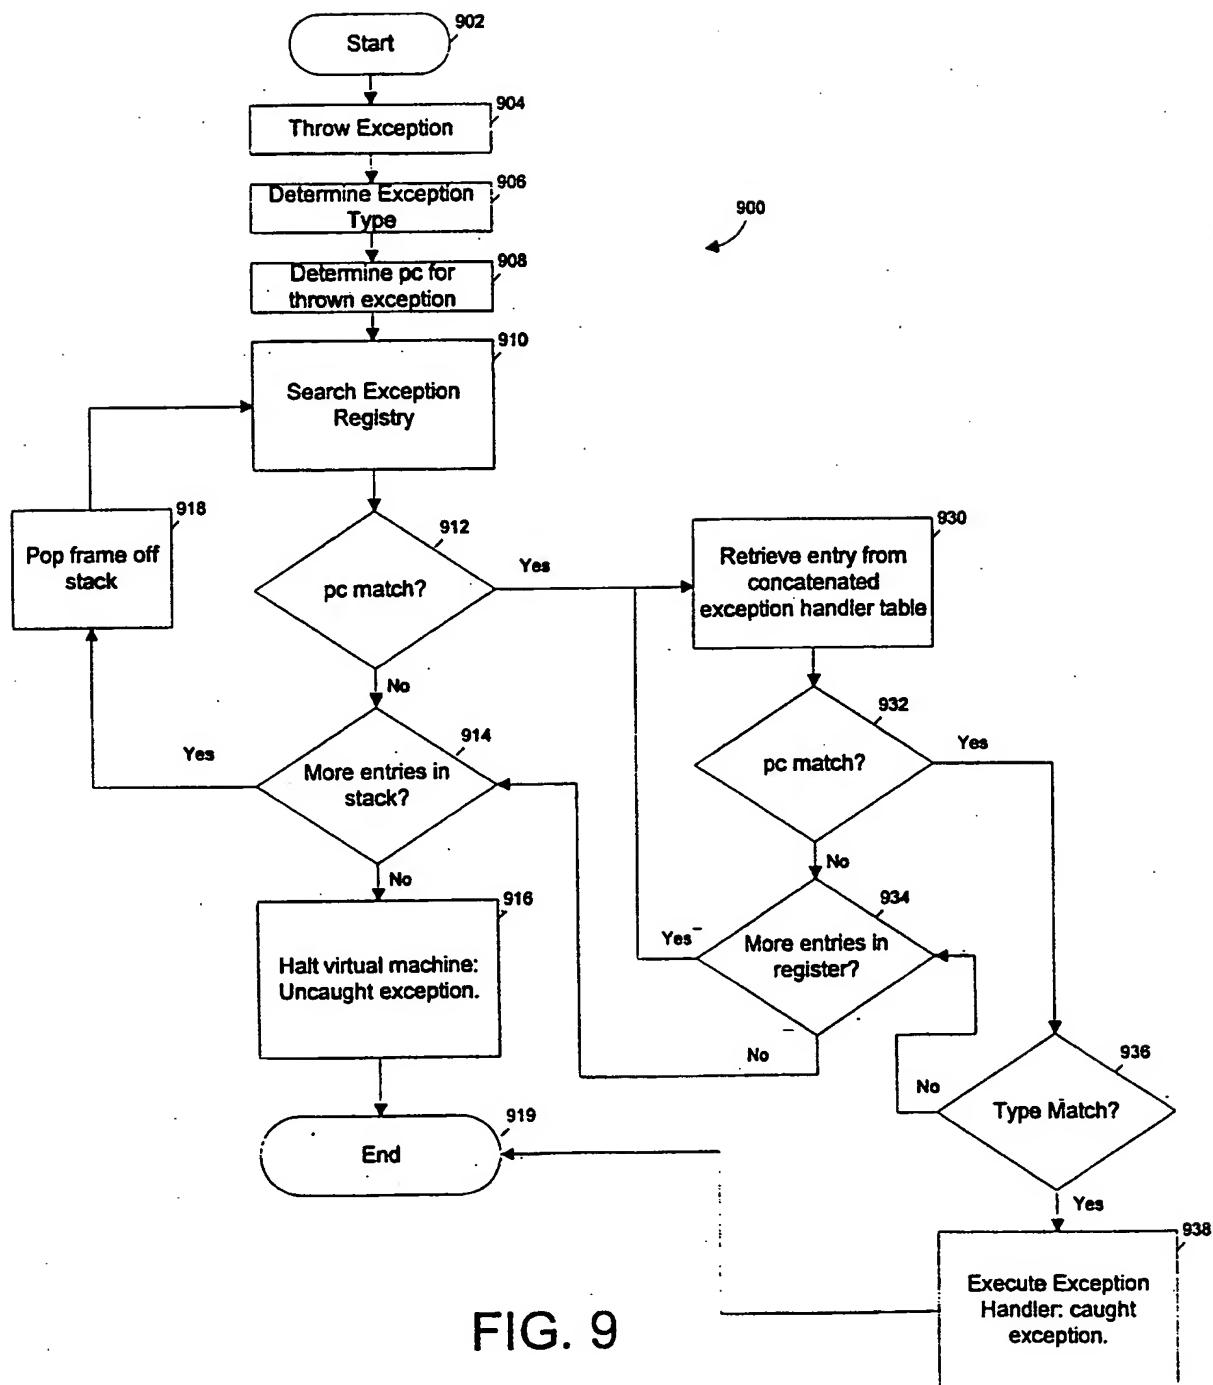 902
Start
904
Throw Exception
906
Determine Exception
Type
900
908
Determine pc for
thrown exception
910
Search Exception
Registry
918
Pop frame off
stack
912
pc match?
Yes
930
Retrieve entry from
concatenated
exception handler table
No
932
pc match?
Yes
914
More entries in
stack?
Yes
No
No
934
More entries in
register?
Yes
No
916
Halt virtual machine:
Uncaught exception.
936
Type Match?
No
Yes
919
End
938
Execute Exception
Handler: caught
exception.
FIG. 9